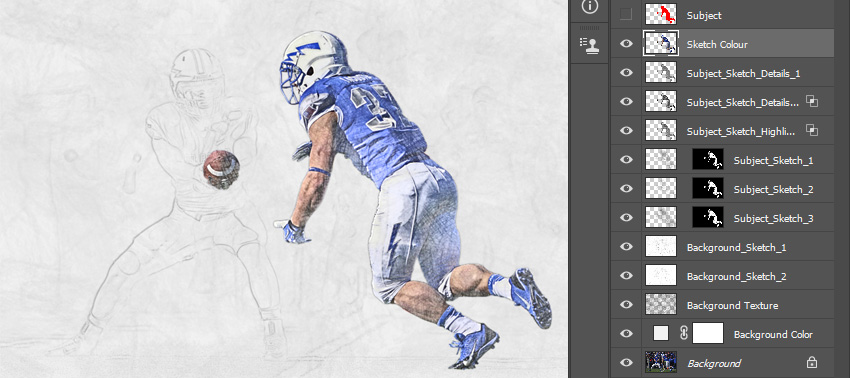 Subject
Sketch Colour
Subject_Sketch_Details_1
Subject_Sketch_Details...
Subject_Sketch_Highli...
Subject_Sketch_1
Subject_Sketch_2
Subject_Sketch_3
Background_Sketch_1
Background_Sketch_2
Background Texture
Background Color
Background